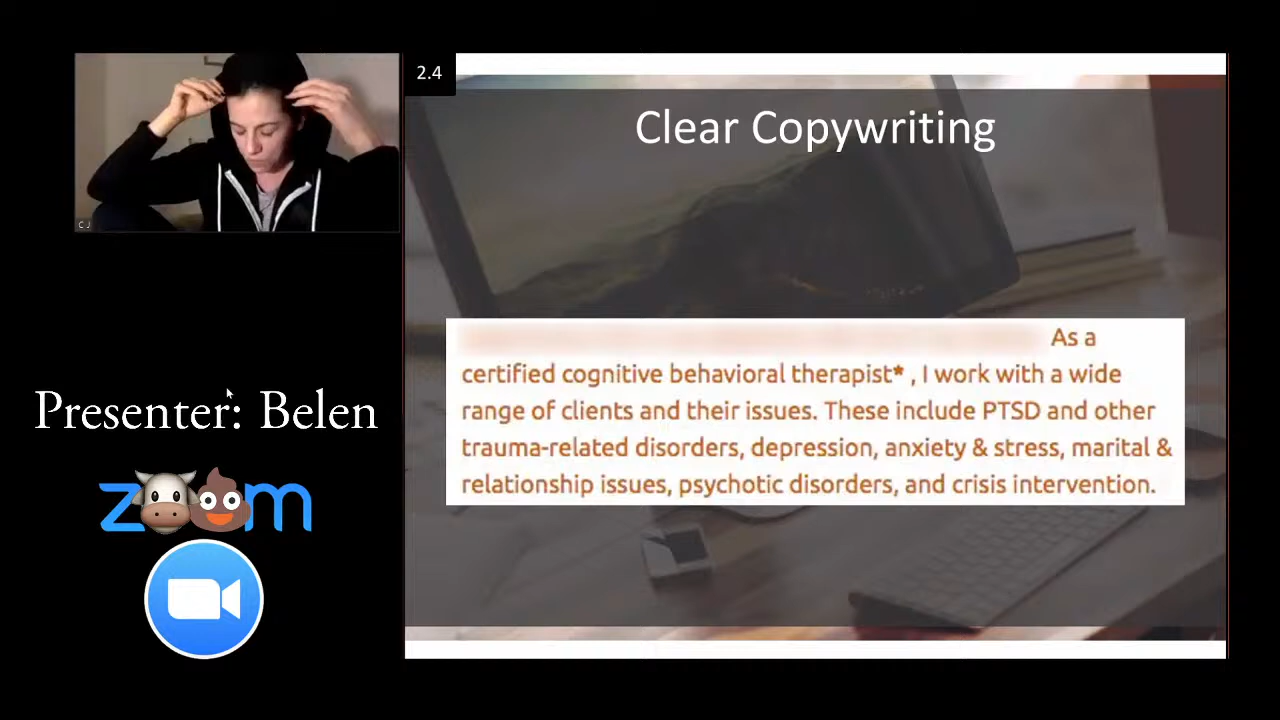 2.4
Clear Copywriting
C J
As a
certified cognitive behavioral therapist* , I work with a wide
range of clients and their issues. These include PTSD and other
trauma-related disorders, depression, anxiety & stress, marital &
relationship issues, psychotic disorders, and crisis intervention.
Presenter: Belen
z🐮💩m